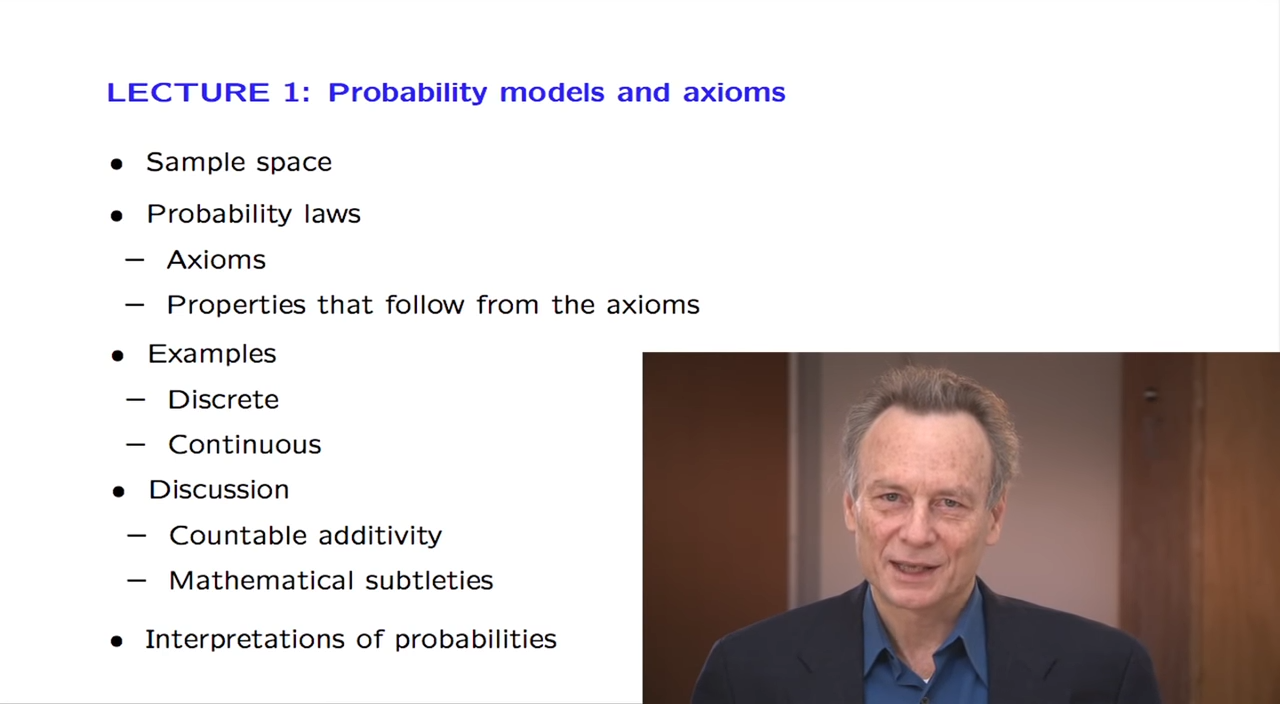 LECTURE 1: Probability models and axioms
• Sample space
• Probability laws
– Axioms
– Properties that follow from the axioms
• Examples
– Discrete
– Continuous
• Discussion
– Countable additivity
– Mathematical subtleties
• Interpretations of probabilities